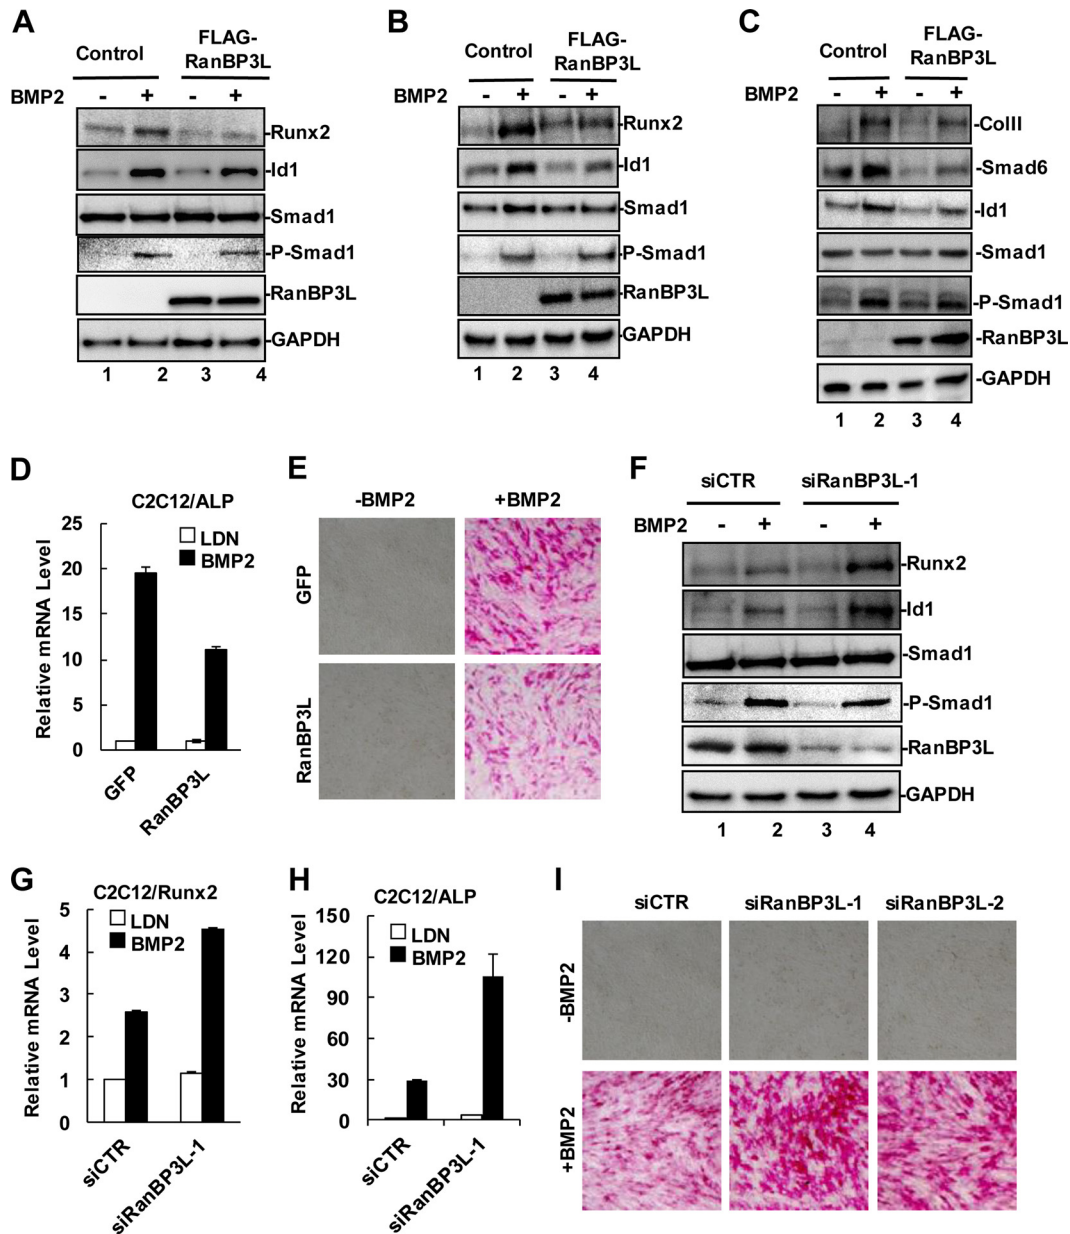 A
Control
FLAG-
RanBP3L
BMP2 - + - +
-Runx2
-Id1
-Smad1
-P-Smad1
-RanBP3L
-GAPDH
1 2 3 4
B
Control
FLAG-
RanBP3L
BMP2 - + - +
-Runx2
-Id1
-Smad1
-P-Smad1
-RanBP3L
-GAPDH
1 2 3 4
C
Control
FLAG-
RanBP3L
BMP2 - + - +
-ColII
-Smad6
-Id1
-Smad1
-P-Smad1
-RanBP3L
-GAPDH
1 2 3 4
D
C2C12/ALP
Relative mRNA Level
25
20
15
10
5
0
LDN
BMP2
GFP
RanBP3L
E
-BMP2 +BMP2
GFP
RanBP3L
F
siCTR siRanBP3L-1
BMP2 - + - +
-Runx2
-Id1
-Smad1
-P-Smad1
-RanBP3L
-GAPDH
1 2 3 4
G
C2C12/Runx2
Relative mRNA Level
5
4
3
2
1
0
LDN
BMP2
siCTR
siRanBP3L-1
H
C2C12/ALP
Relative mRNA Level
150
120
90
60
30
0
LDN
BMP2
siCTR
siRanBP3L-1
I
siCTR siRanBP3L-1 siRanBP3L-2
-BMP2
+BMP2